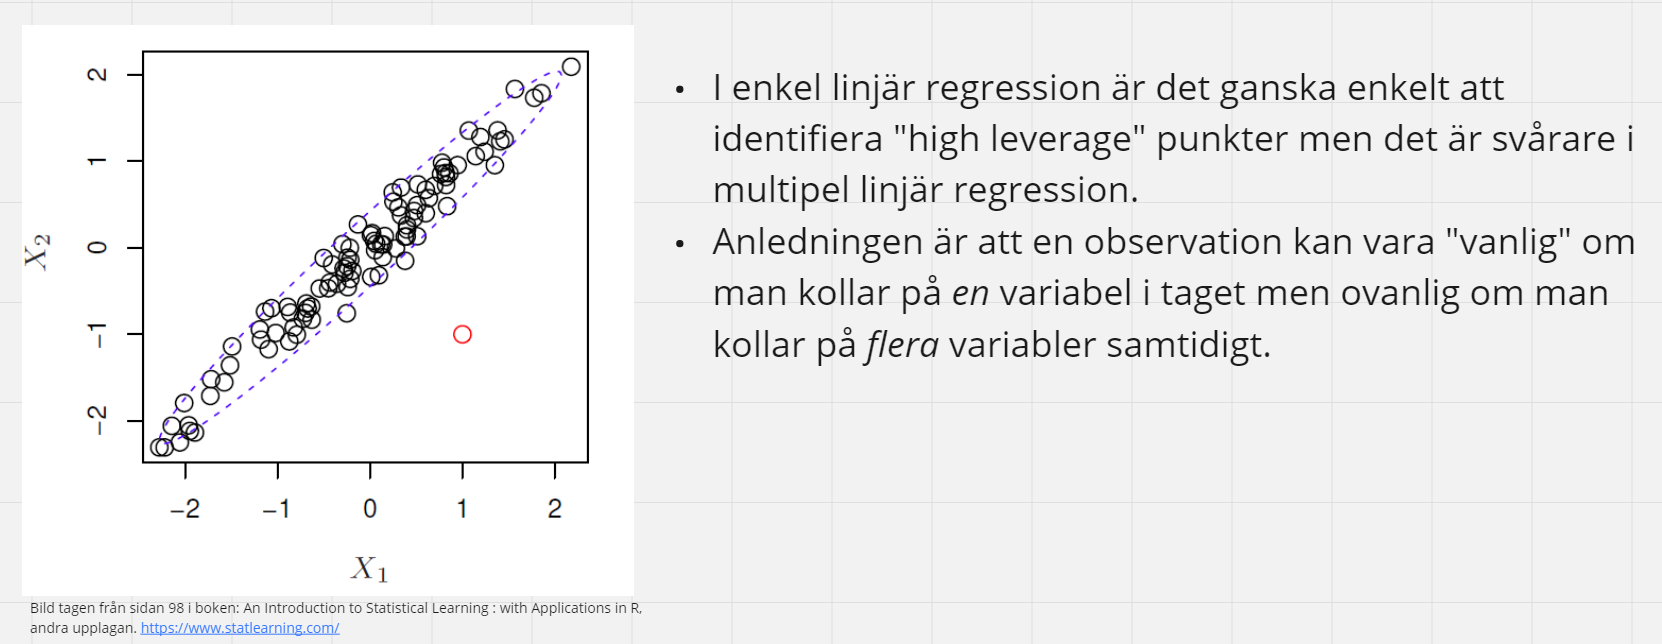 2
1
0
−1
−2
X2
−2 −1 0 1 2
X1
• I enkel linjär regression är det ganska enkelt att
identifiera "high leverage" punkter men det är svårare i
multipel linjär regression.
• Anledningen är att en observation kan vara "vanlig" om
man kollar på en variabel i taget men ovanlig om man
kollar på flera variabler samtidigt.
Bild tagen från sidan 98 i boken: An Introduction to Statistical Learning : with Applications in R,
andra upplagan. https://www.statlearning.com/